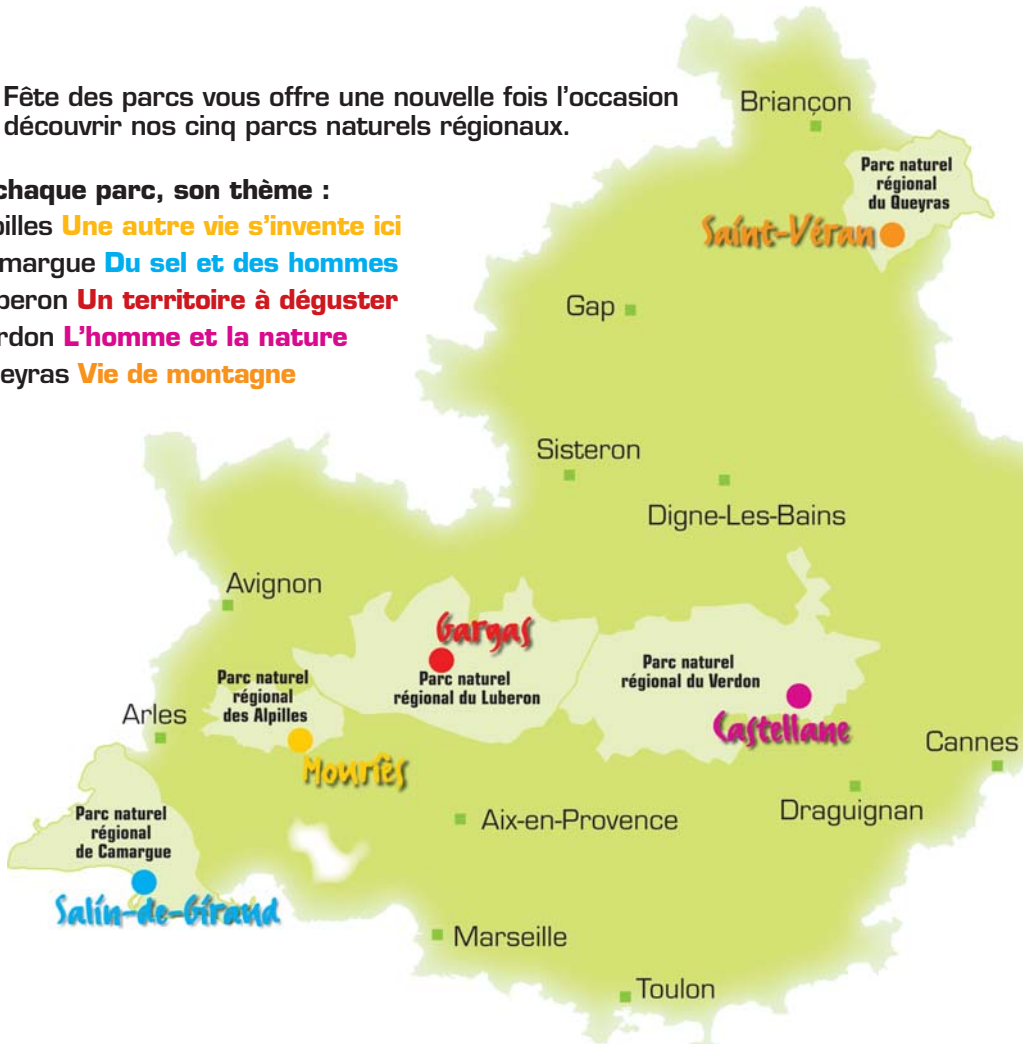 Fête des parcs vous offre une nouvelle fois l'occasion
découvrir nos cinq parcs naturels régionaux.
chaque parc, son thème :
pilles Une autre vie s'invente ici
margue Du sel et des hommes
beron Un territoire à déguster
rdon L'homme et la nature
eyras Vie de montagne
Briançon
Parc naturel
régional
du Queyras
Saint-Véran
Gap
Sisteron
Digne-Les-Bains
Avignon
Gargas
Parc naturel
régional du Luberon
Parc naturel
régional du Verdon
Castellane
Parc naturel
régional
des Alpilles
Mouriès
Arles
Cannes
Draguignan
Aix-en-Provence
Parc naturel
régional
de Camargue
Salin-de-Giraud
Marseille
Toulon